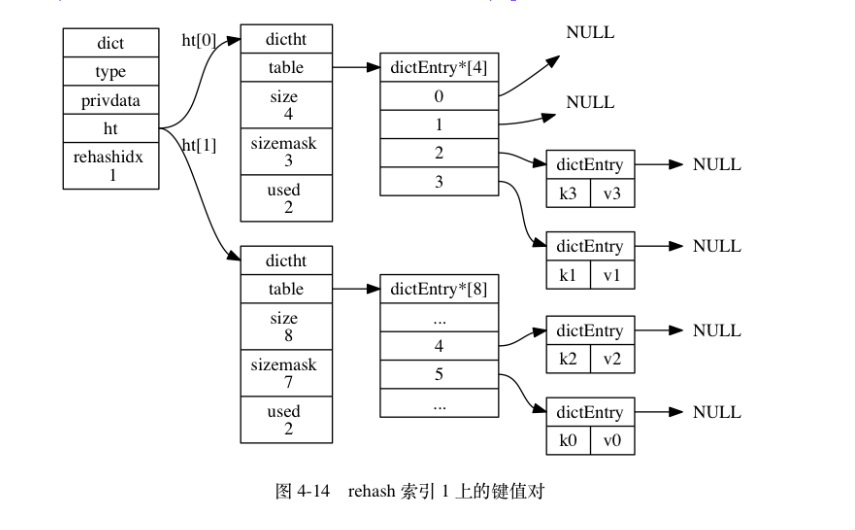 dict
type
privdata
ht
rehashidx
1
ht[0]
ht[1]
dictht
table
size
4
sizemask
3
used
2
dictht
table
size
8
sizemask
7
used
2
dictEntry*[4]
0
1
2
3
NULL
NULL
dictEntry
k3 v3
NULL
dictEntry
k1 v1
NULL
dictEntry*[8]
...
4
5
...
dictEntry
k2 v2
NULL
dictEntry
k0 v0
NULL
图 4-14 rehash 索引 1 上的键值对